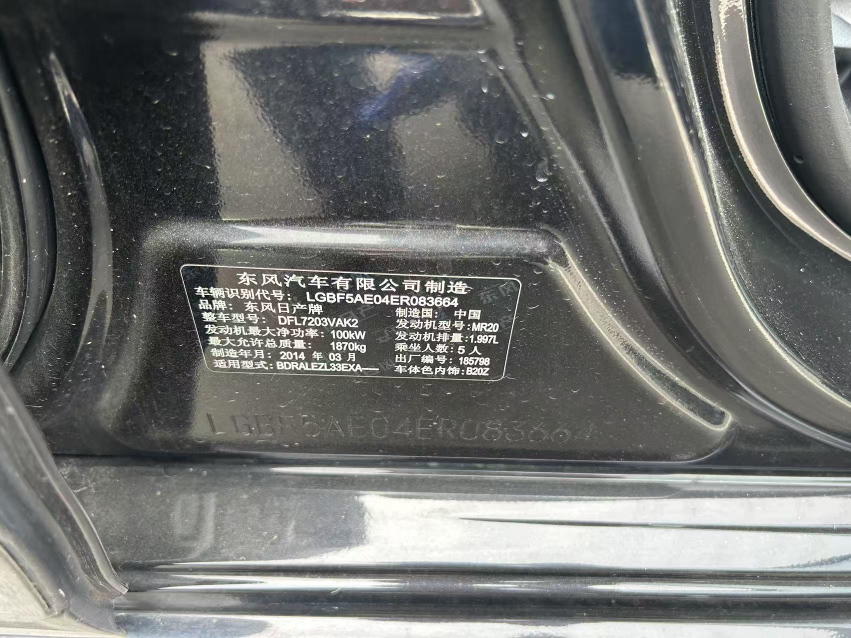 东风汽车有限公司制造
车辆识别代号: LGBF5AE04ER083664
品牌: 东风日产牌 制造国: 中国
整车型号: DFL7203VAK2 发动机型号: MR20
发动机最大净功率: 100kW 发动机排量: 1.997L
最大允许总质量: 1870kg 乘坐人数: 5 人
制造年月: 2014 年 03 月 出厂编号: 185798
适用型式: BDRALEZL33EXA---- 车体色内饰: B20Z
LGBF5AE04ER083664